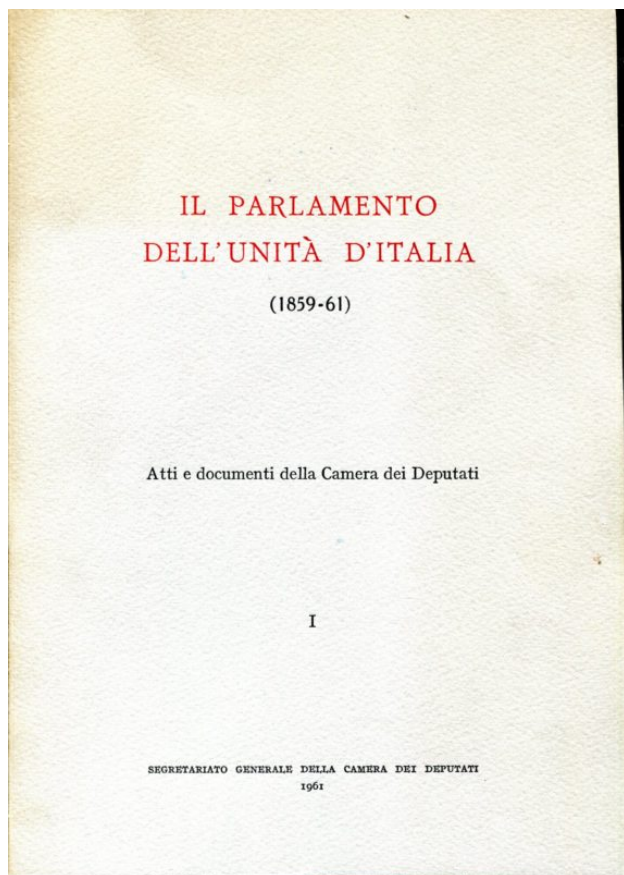 IL PARLAMENTO
DELL'UNITÀ D'ITALIA
(1859-61)
Atti e documenti della Camera dei Deputati
I
SEGRETARIATO GENERALE DELLA CAMERA DEI DEPUTATI
1961